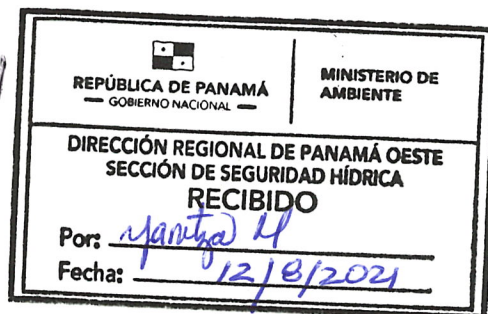 REPÚBLICA DE PANAMÁ
GOBIERNO NACIONAL
MINISTERIO DE
AMBIENTE
DIRECCIÓN REGIONAL DE PANAMÁ OESTE
SECCIÓN DE SEGURIDAD HÍDRICA
RECIBIDO
Por: Yanitza M
Fecha: 12/8/2021